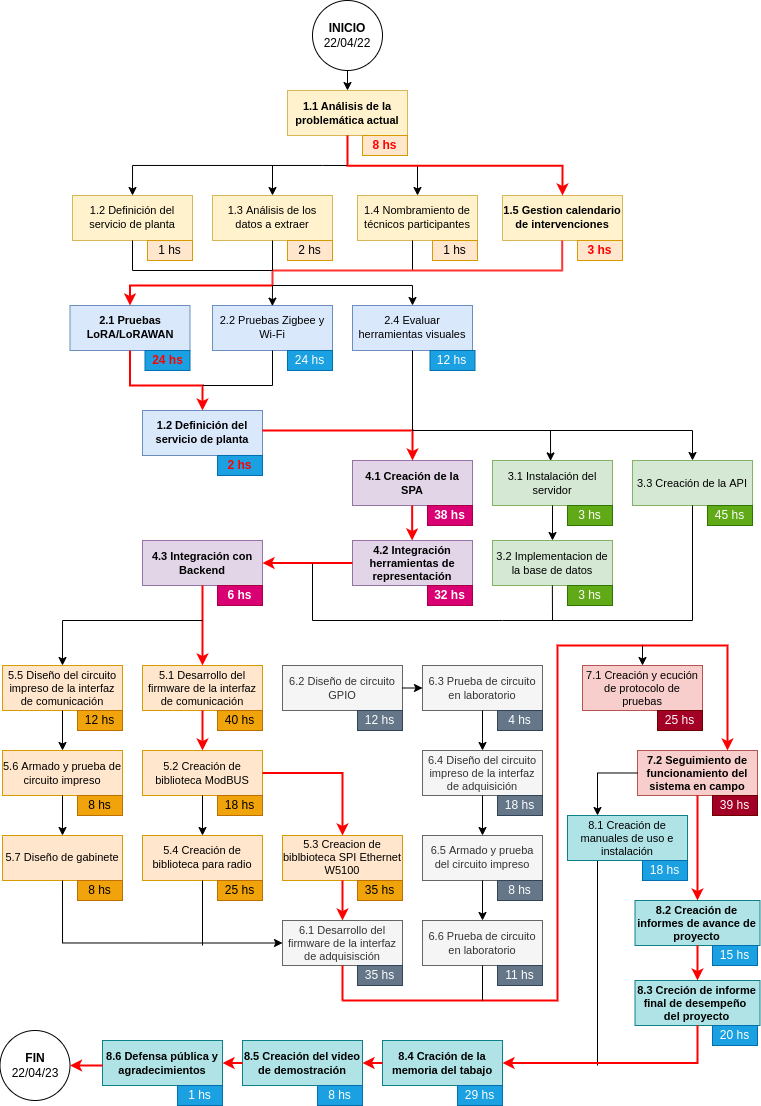 INICIO
22/04/22
1.1 Análisis de la
problemática actual
8 hs
1.2 Definición del
servicio de planta
1 hs
1.3 Análisis de los
datos a extraer
2 hs
1.4 Nombramiento de
técnicos participantes
1 hs
1.5 Gestion calendario
de intervenciones
3 hs
2.1 Pruebas
LoRA/LoRAWAN
24 hs
2.2 Pruebas Zigbee y
Wi-Fi
24 hs
2.4 Evaluar
herramientas visuales
12 hs
1.2 Definición del
servicio de planta
2 hs
4.1 Creación de la
SPA
38 hs
3.1 Instalación del
servidor
3 hs
3.3 Creación de la API
45 hs
4.3 Integración con
Backend
6 hs
4.2 Integración
herramientas de
representación
32 hs
3.2 Implementacion de
la base de datos
3 hs
5.5 Diseño del circuito
impreso de la interfaz
de comunicación
12 hs
5.1 Desarrollo del
firmware de la interfaz
de comunicación
40 hs
6.2 Diseño de circuito
GPIO
12 hs
6.3 Prueba de circuito
en laboratorio
4 hs
7.1 Creación y ecución
de protocolo de
pruebas
25 hs
5.6 Armado y prueba de
circuito impreso
8 hs
5.2 Creación de
biblioteca ModBUS
18 hs
6.4 Diseño del circuito
impreso de la interfaz
de adquisición
18 hs
7.2 Seguimiento de
funcionamiento del
sistema en campo
39 hs
5.7 Diseño de gabinete
8 hs
5.4 Creación de
biblioteca para radio
25 hs
5.3 Creacion de
biblbioteca SPI Ethernet
W5100
35 hs
6.5 Armado y prueba
del circuito impreso
8 hs
8.1 Creación de
manuales de uso e
instalación
18 hs
6.1 Desarrollo del
firmware de la interfaz
de adquisisción
35 hs
6.6 Prueba de circuito
en laboratorio
11 hs
8.2 Creación de
informes de avance de
proyecto
15 hs
8.3 Creción de informe
final de desempeño
del proyecto
20 hs
FIN
22/04/23
8.6 Defensa pública y
agradecimientos
1 hs
8.5 Creación del video
de demostración
8 hs
8.4 Cración de la
memoria del tabajo
29 hs